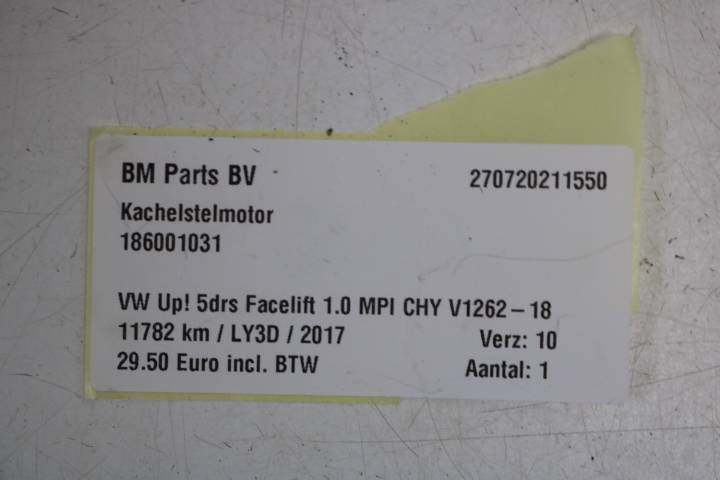 BM Parts BV 270720211550
Kachelstelmotor
186001031
VW Up! 5drs Facelift 1.0 MPI CHY V1262-18
11782 km / LY3D / 2017 Verz: 10
29.50 Euro incl. BTW Aantal: 1